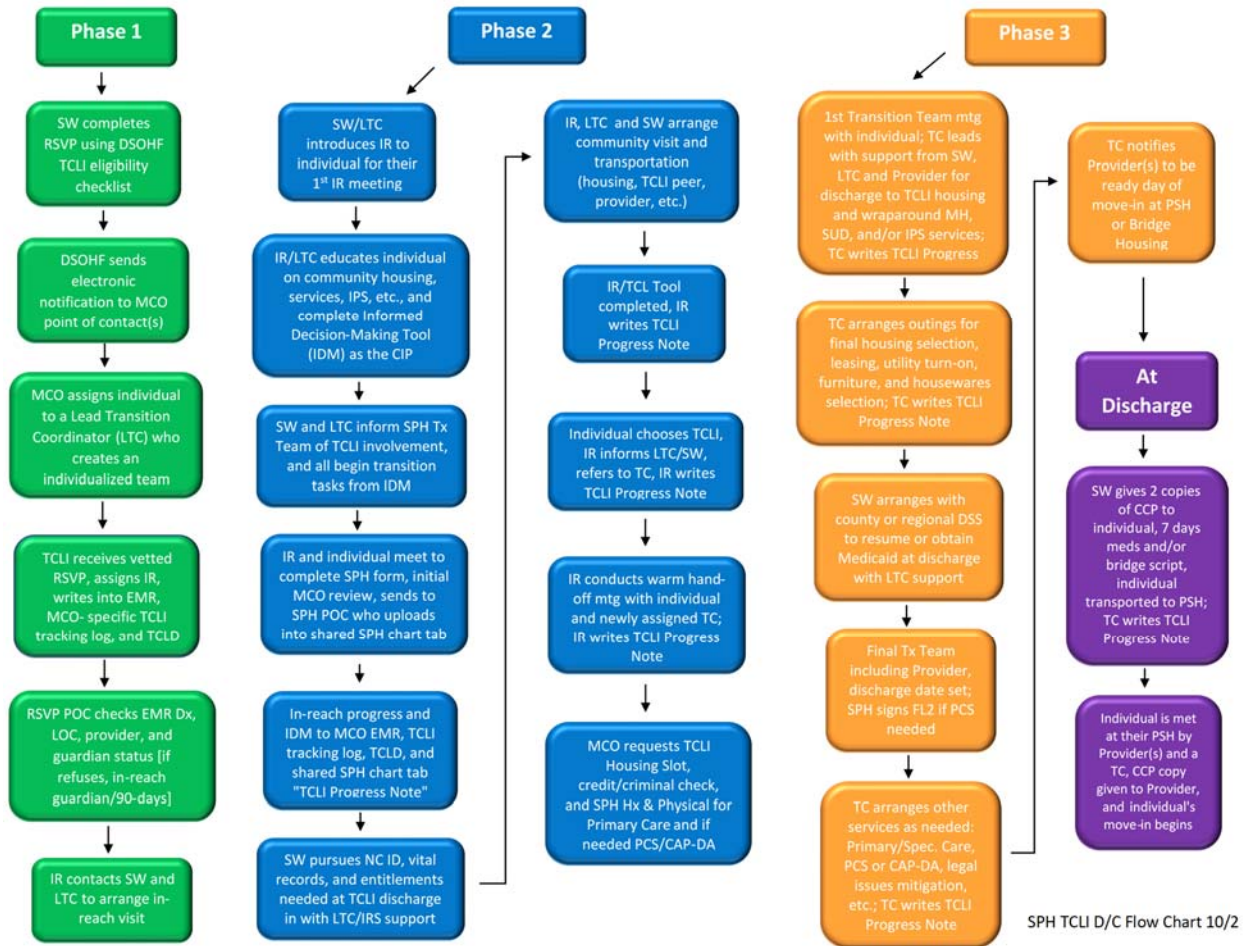 Phase 1
SW completes
RSVP using DSOHF
TCLI eligibility
checklist
DSOHF sends
electronic
notification to MCO
point of contact(s)
MCO assigns individual
to a Lead Transition
Coordinator (LTC) who
creates an
individualized team
TCLI receives vetted
RSVP, assigns IR,
writes into EMR,
MCO- specific TCLI
tracking log, and TCLD
RSVP POC checks EMR Dx,
LOC, provider, and
guardian status [if
refuses, in-reach
guardian/90-days]
IR contacts SW and
LTC to arrange in-
reach visit
Phase 2
SW/LTC
introduces IR to
individual for their
1st IR meeting
IR/LTC educates individual
on community housing,
services, IPS, etc., and
complete Informed
Decision-Making Tool
(IDM) as the CIP
SW and LTC inform SPH Tx
Team of TCLI involvement,
and all begin transition
tasks from IDM
IR and individual meet to
complete SPH form, initial
MCO review, sends to
SPH POC who uploads
into shared SPH chart tab
In-reach progress and
IDM to MCO EMR, TCLI
tracking log, TCLD, and
shared SPH chart tab
"TCLI Progress Note"
SW pursues NC ID, vital
records, and entitlements
needed at TCLI discharge
in with LTC/IRS support
IR, LTC and SW arrange
community visit and
transportation
(housing, TCLI peer,
provider, etc.)
IR/TCL Tool
completed, IR
writes TCLI
Progress Note
Individual chooses TCLI,
IR informs LTC/SW,
refers to TC, IR writes
TCLI Progress Note
IR conducts warm hand-
off mtg with individual
and newly assigned TC;
IR writes TCLI Progress
Note
MCO requests TCLI
Housing Slot,
credit/criminal check,
and SPH Hx & Physical for
Primary Care and if
needed PCS/CAP-DA
Phase 3
1st Transition Team mtg
with individual; TC leads
with support from SW,
LTC and Provider for
discharge to TCLI housing
and wraparound MH,
SUD, and/or IPS services;
TC writes TCLI Progress
TC arranges outings for
final housing selection,
leasing, utility turn-on,
furniture, and housewares
selection; TC writes TCLI
Progress Note
SW arranges with
county or regional DSS
to resume or obtain
Medicaid at discharge
with LTC support
Final Tx Team
including Provider,
discharge date set;
SPH signs FL2 if PCS
needed
TC arranges other
services as needed:
Primary/Spec. Care,
PCS or CAP-DA, legal
issues mitigation,
etc.; TC writes TCLI
Progress Note
TC notifies
Provider(s) to be
ready day of
move-in at PSH
or Bridge
Housing
At
Discharge
SW gives 2 copies
of CCP to
individual, 7 days
meds and/or
bridge script,
individual
transported to PSH;
TC writes TCLI
Progress Note
Individual is met
at their PSH by
Provider(s) and a
TC, CCP copy
given to Provider,
and individual's
move-in begins
SPH TCLI D/C Flow Chart 10/2